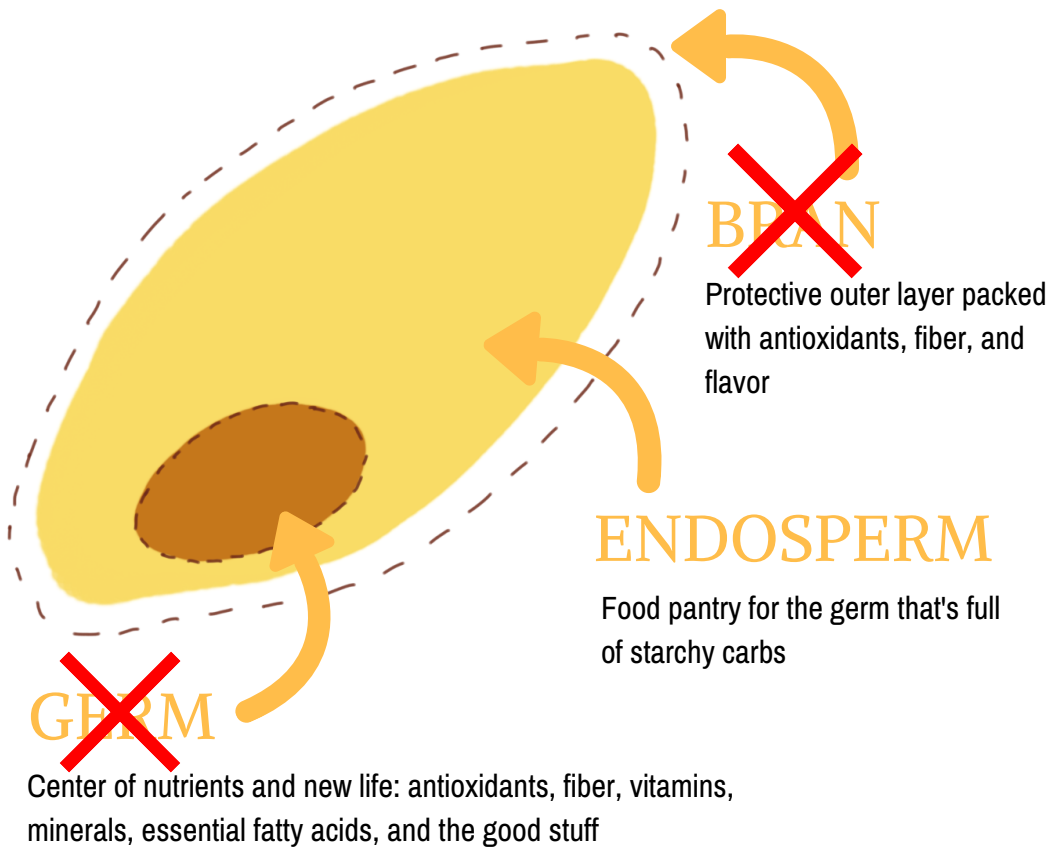 BRAN
Protective outer layer packed
with antioxidants, fiber, and
flavor
ENDOSPERM
Food pantry for the germ that's full
of starchy carbs
GERM
Center of nutrients and new life: antioxidants, fiber, vitamins,
minerals, essential fatty acids, and the good stuff